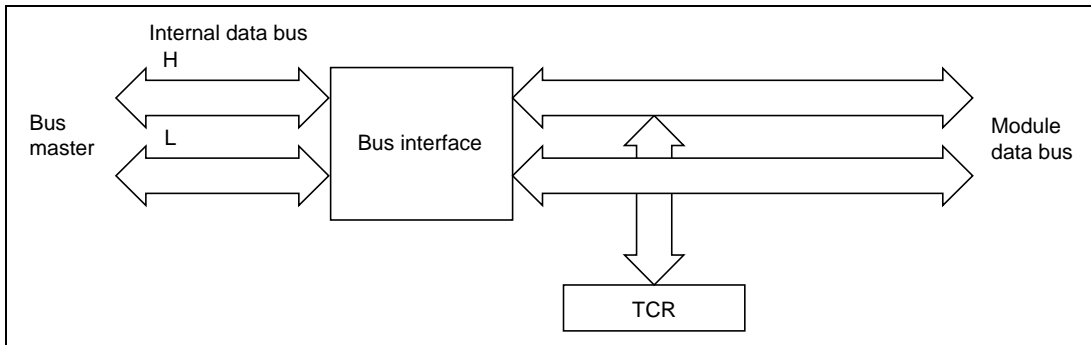 Internal data bus
H
Bus
master
L
Bus interface
Module
data bus
TCR